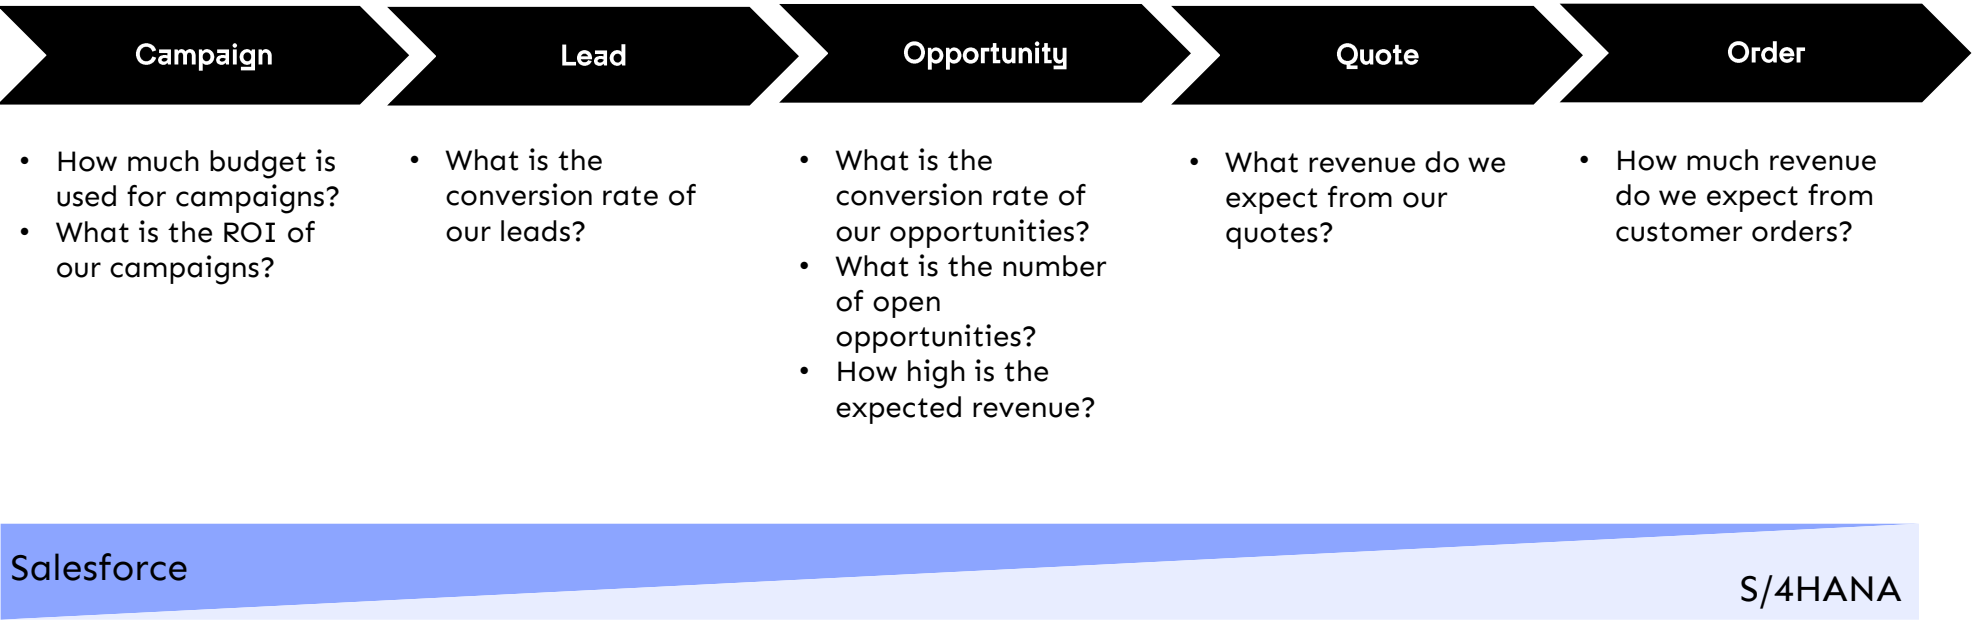 Campaign
Lead
Opportunity
Quote
Order
• How much budget is
used for campaigns?
• What is the ROI of
our campaigns?
• What is the
conversion rate of
our leads?
• What is the
conversion rate of
our opportunities?
• What is the number
of open
opportunities?
• How high is the
expected revenue?
• What revenue do we
expect from our
quotes?
• How much revenue
do we expect from
customer orders?
Salesforce
S/4HANA